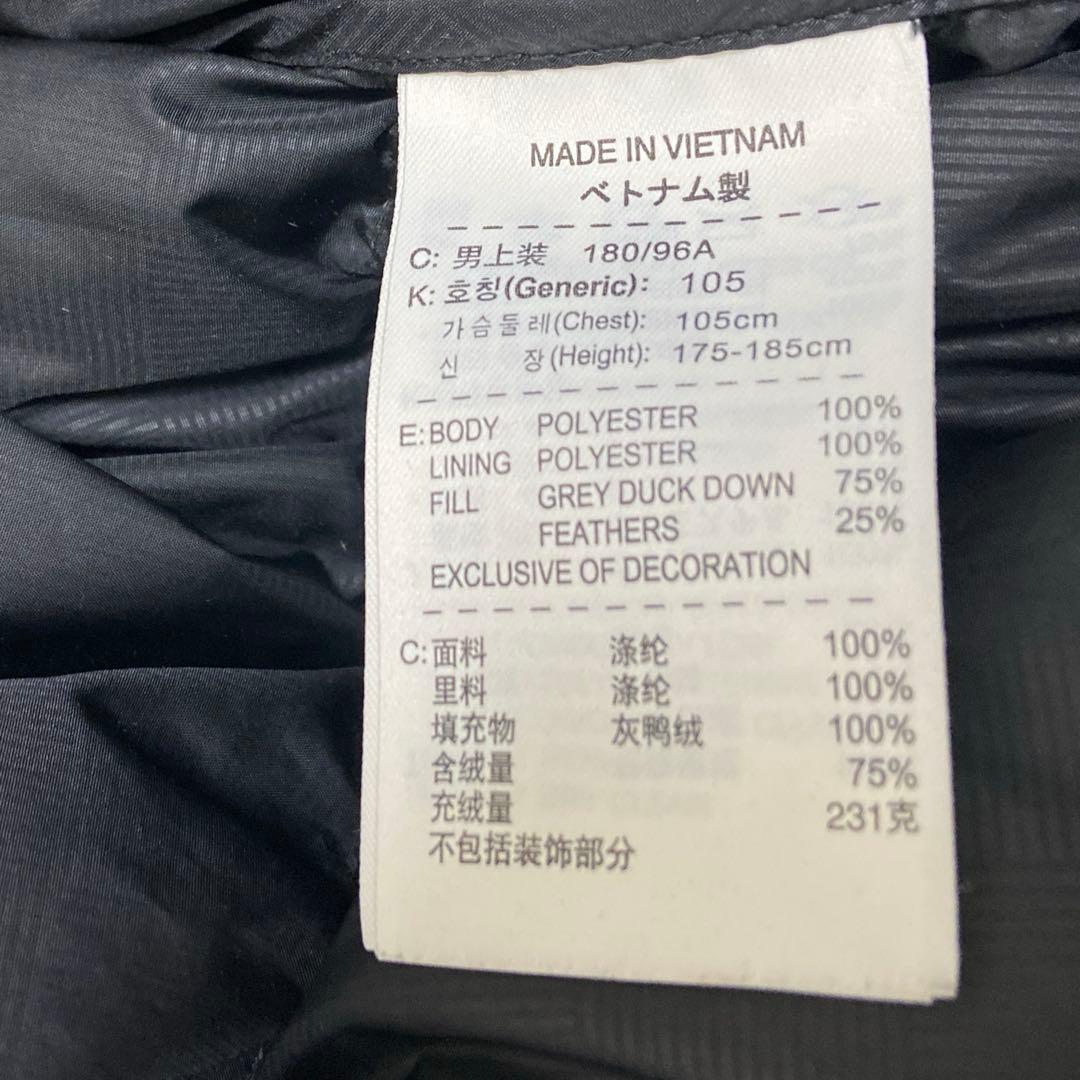 MADE IN VIETNAM
ベトナム製
C: 男上装 180/96A
K: 호칭(Generic): 105
가슴둘레(Chest): 105cm
신 장(Height): 175-185cm
E: BODY POLYESTER 100%
LINING POLYESTER 100%
FILL GREY DUCK DOWN 75%
FEATHERS 25%
EXCLUSIVE OF DECORATION
C: 面料 涤纶 100%
里料 涤纶 100%
填充物 灰鸭绒 100%
含绒量 75%
充绒量 231克
不包括装饰部分